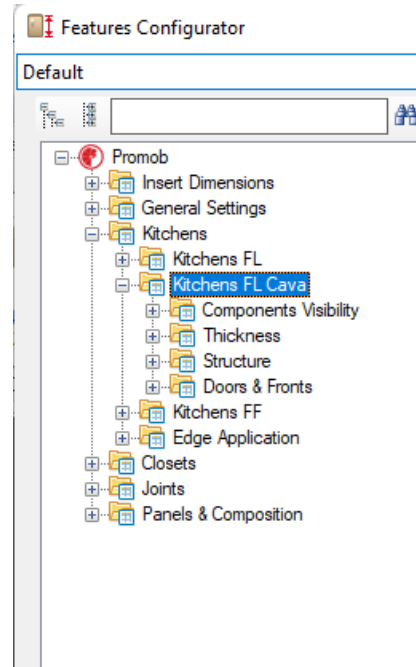 Features Configurator
Default
Promob
Insert Dimensions
General Settings
Kitchens
Kitchens FL
Kitchens FL Cava
Components Visibility
Thickness
Structure
Doors & Fronts
Kitchens FF
Edge Application
Closets
Joints
Panels & Composition